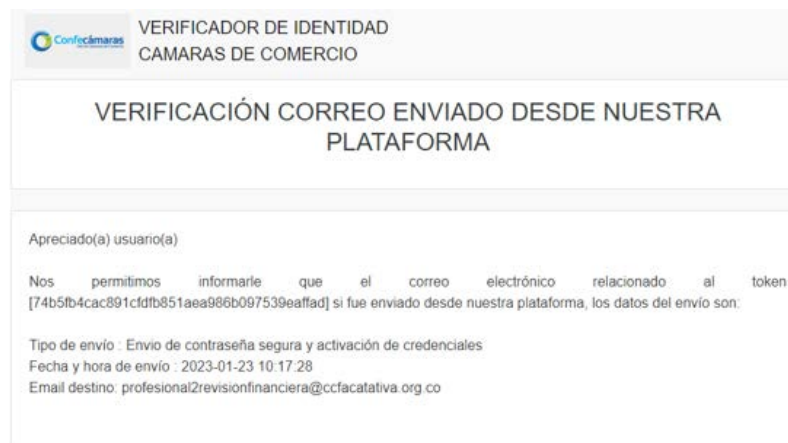 Confecámaras
VERIFICADOR DE IDENTIDAD
CAMARAS DE COMERCIO
VERIFICACIÓN CORREO ENVIADO DESDE NUESTRA
PLATAFORMA
Apreciado(a) usuario(a)
Nos permitimos informarle que el correo electrónico relacionado al token
[74b5fb4cac891cfdfb851aea986b097539eaffad] si fue enviado desde nuestra plataforma, los datos del envío son:
Tipo de envío : Envio de contraseña segura y activación de credenciales
Fecha y hora de envío : 2023-01-23 10:17:28
Email destino: profesional2revisionfinanciera@ccfacatativa.org.co